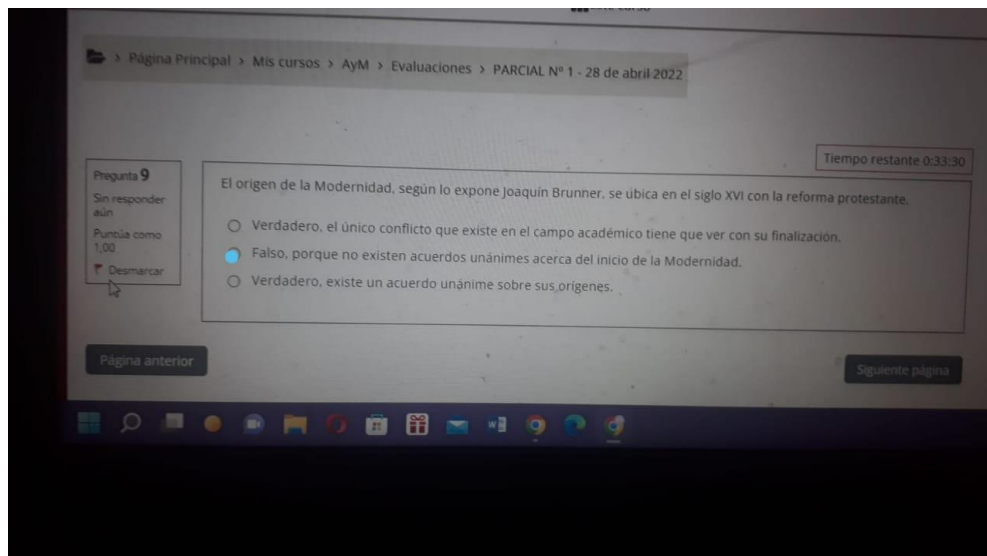 > Página Principal > Mis cursos > AyM > Evaluaciones > PARCIAL Nº 1 - 28 de abril 2022
Tiempo restante 0:33:30
Pregunta 9
Sin responder
aún
Puntúa como
1,00
Desmarcar
El origen de la Modernidad, según lo expone Joaquín Brunner, se ubica en el siglo XVI con la reforma protestante.
Verdadero, el único conflicto que existe en el campo académico tiene que ver con su finalización.
Falso, porque no existen acuerdos unánimes acerca del inicio de la Modernidad.
Verdadero, existe un acuerdo unánime sobre sus orígenes.
Página anterior
Siguiente página